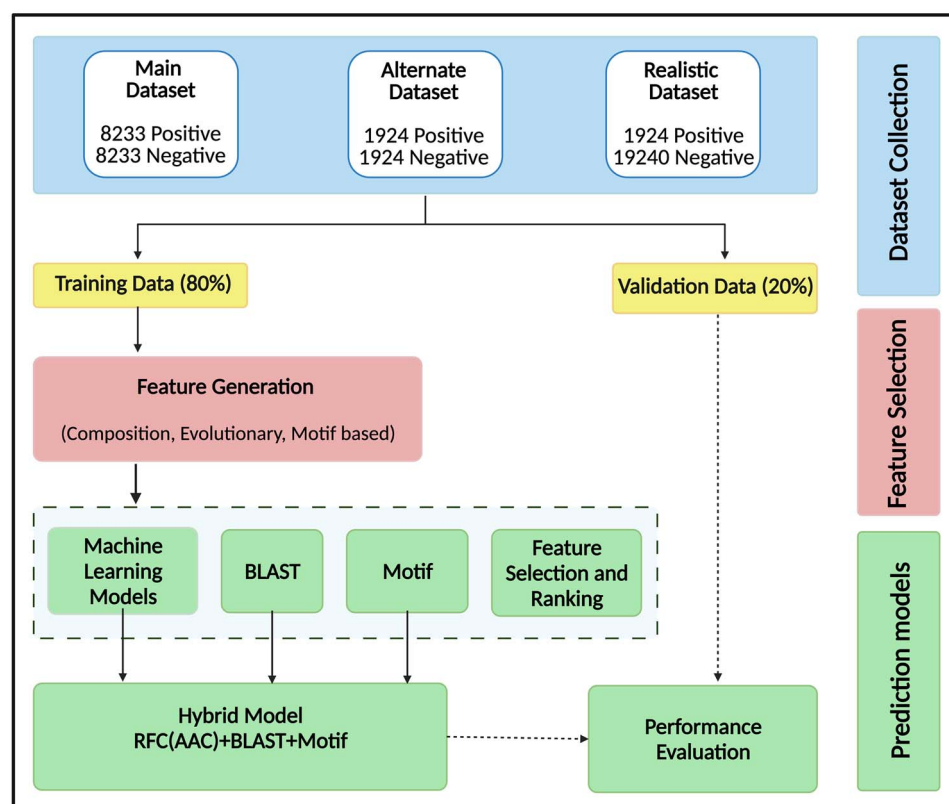 Main
Dataset
8233 Positive
8233 Negative
Alternate
Dataset
1924 Positive
1924 Negative
Realistic
Dataset
1924 Positive
19240 Negative
Dataset Collection
Training Data (80%)
Validation Data (20%)
Feature Generation
(Composition, Evolutionary, Motif based)
Feature Selection
Machine
Learning
Models
BLAST
Motif
Feature
Selection and
Ranking
Hybrid Model
RFC(AAC)+BLAST+Motif
Performance
Evaluation
Prediction models